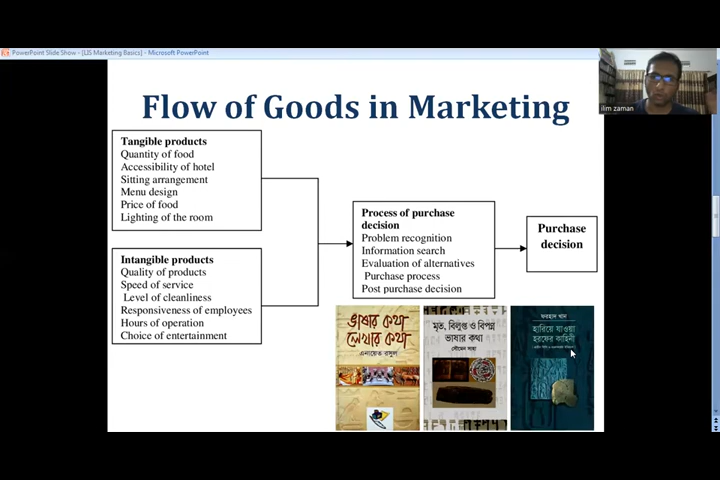 PowerPoint Slide Show - [LIS Marketing Basics] - Microsoft PowerPoint
ilim zaman
Flow of Goods in Marketing
Tangible products
Quantity of food
Accessibility of hotel
Sitting arrangement
Menu design
Price of food
Lighting of the room
Intangible products
Quality of products
Speed of service
Level of cleanliness
Responsiveness of employees
Hours of operation
Choice of entertainment
Process of purchase
decision
Problem recognition
Information search
Evaluation of alternatives
Purchase process
Post purchase decision
Purchase
decision
ভাষার কথা
লেখার কথা
এনায়েত রসুল
মৃত, বিলুপ্ত ও বিপন্ন
ভাষার কথা
সৌমেন সাহা
ফরহাদ খান
হারিয়ে যাওয়া
হরফের কাহিনী